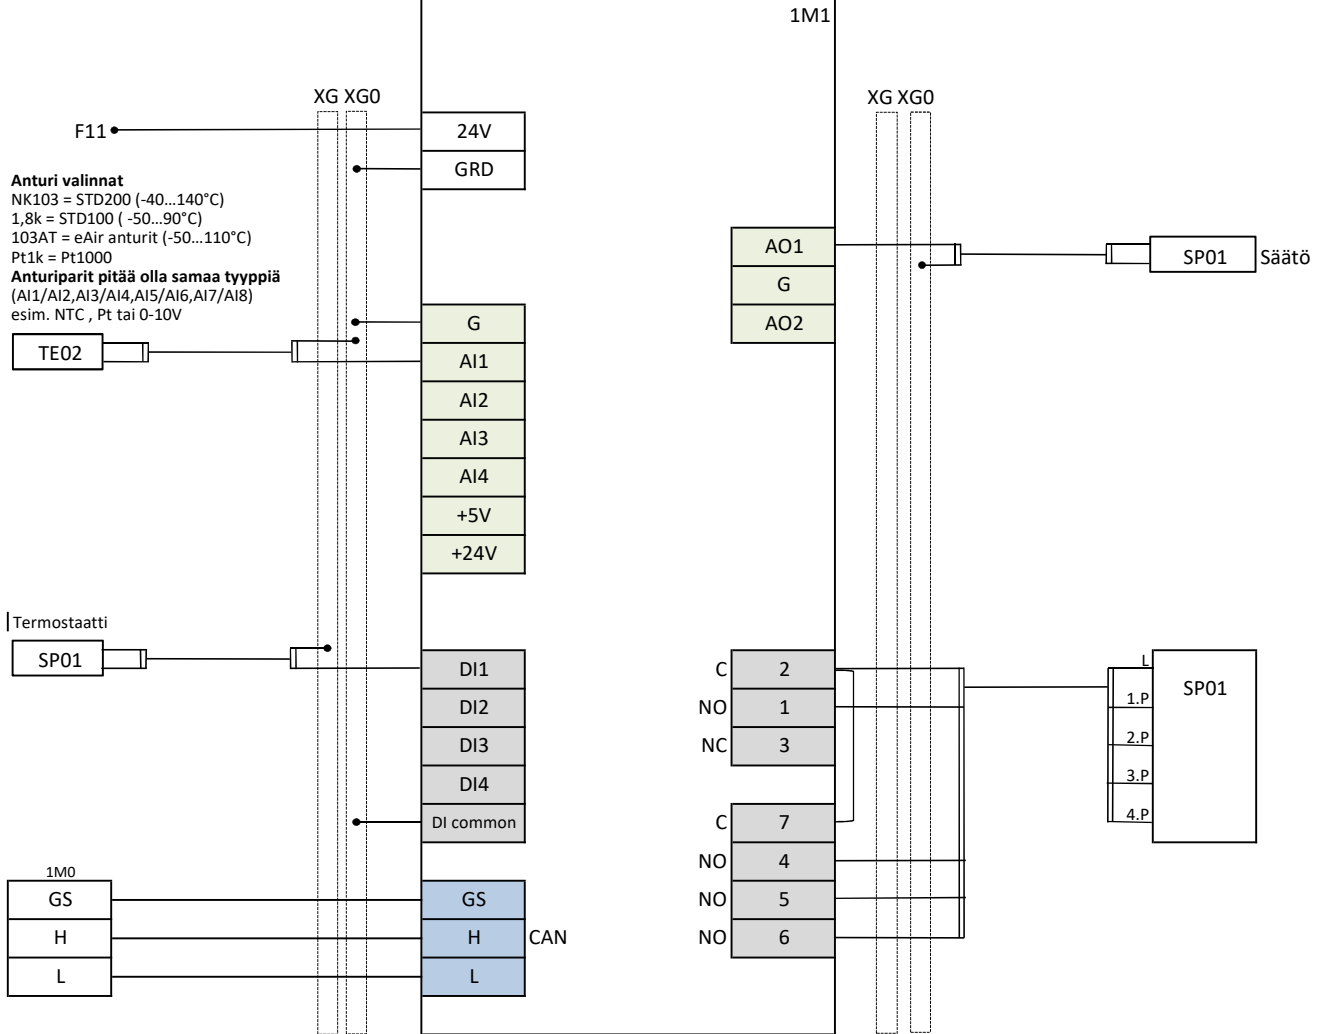 1M1
XG XG0
XG XG0
F11
24V
GRD
Anturi valinnat
NK103 = STD200 (-40...140°C)
1,8k = STD100 ( -50...90°C)
103AT = eAir anturit (-50...110°C)
Pt1k = Pt1000
Anturiparit pitää olla samaa tyyppiä
(AI1/AI2,AI3/AI4,AI5/AI6,AI7/AI8)
esim. NTC , Pt tai 0-10V
TE02
G
AI1
AI2
AI3
AI4
+5V
+24V
AO1
G
AO2
SP01 Säätö
Termostaatti
SP01
DI1
DI2
DI3
DI4
DI common
C 2
NO 1
NC 3
C 7
NO 4
NO 5
NO 6
L
1.P
2.P
3.P
4.P
SP01
1M0
GS
H
L
GS
H CAN
L